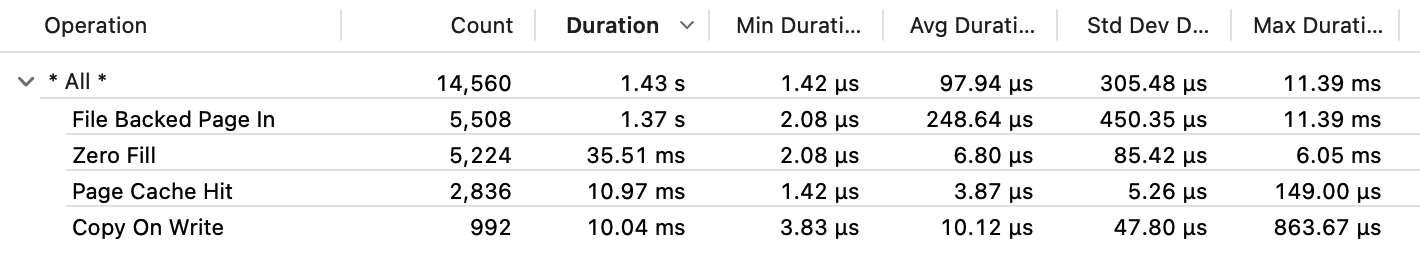 Operation Count Duration Min Durati... Avg Durati... Std Dev D... Max Durati...
* All * 14,560 1.43 s 1.42 µs 97.94 µs 305.48 µs 11.39 ms
File Backed Page In 5,508 1.37 s 2.08 µs 248.64 µs 450.35 µs 11.39 ms
Zero Fill 5,224 35.51 ms 2.08 µs 6.80 µs 85.42 µs 6.05 ms
Page Cache Hit 2,836 10.97 ms 1.42 µs 3.87 µs 5.26 µs 149.00 µs
Copy On Write 992 10.04 ms 3.83 µs 10.12 µs 47.80 µs 863.67 µs